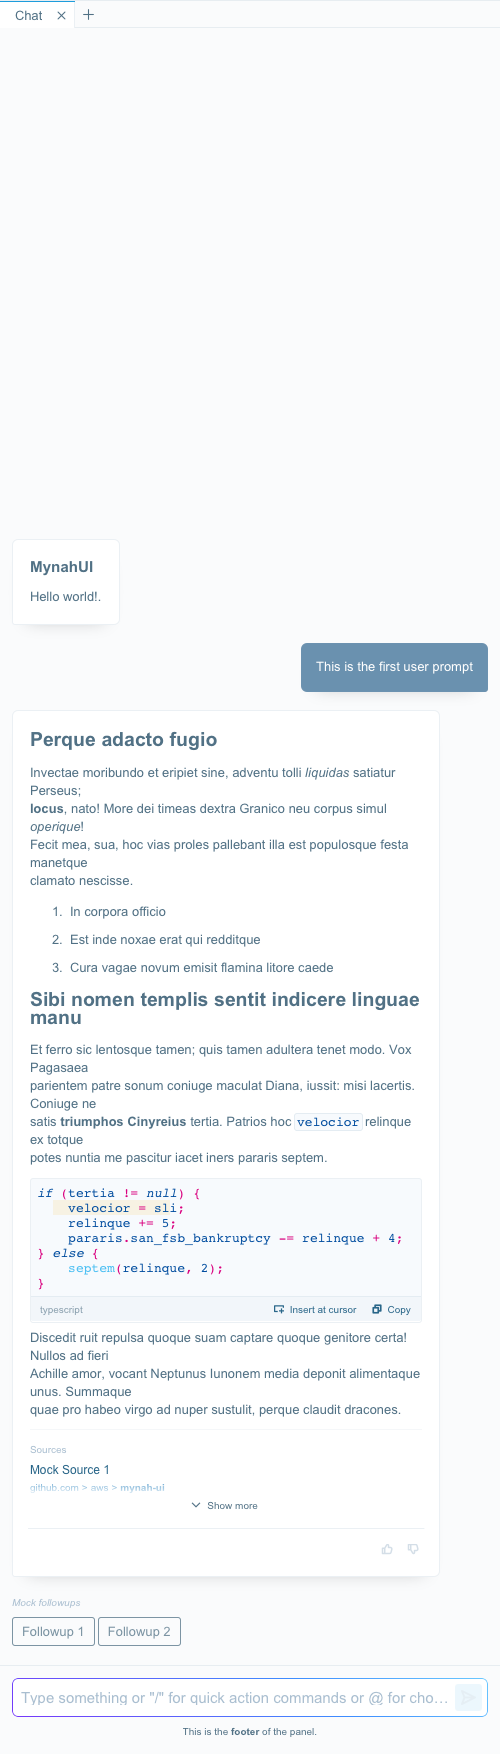 Chat
MynahUI
Hello world!.
This is the first user prompt
Perque adacto fugio
Invectae moribundo et eripiet sine, adventu tolli liquidas satiatur
Perseus;
locus, nato! More dei timeas dextra Granico neu corpus simul
operique!
Fecit mea, sua, hoc vias proles pallebant illa est populosque festa
manetque
clamato nescisse.
1. In corpora officio
2. Est inde noxae erat qui redditque
3. Cura vagae novum emisit flamina litore caede
Sibi nomen templis sentit indicere linguae
manu
Et ferro sic lentosque tamen; quis tamen adultera tenet modo. Vox
Pagasaea
parientem patre sonum coniuge maculat Diana, iussit: misi lacertis.
Coniuge ne
satis triumphos Cinyreius tertia. Patrios hoc velocior relinque
ex totque
potes nuntia me pascitur iacet iners pararis septem.
if (tertia != null) {
    velocior = sli;
    relinque += 5;
    pararis.san_fsb_bankruptcy -= relinque + 4;
} else {
    septem(relinque, 2);
}
typescript Insert at cursor Copy
Discedit ruit repulsa quoque suam captare quoque genitore certa!
Nullos ad fieri
Achille amor, vocant Neptunus Iunonem media deponit alimentaque
unus. Summaque
quae pro habeo virgo ad nuper sustulit, perque claudit dracones.
Sources
Mock Source 1
github.com > aws > mynah-ui
Show more
Mock followups
Followup 1 Followup 2
Type something or "/" for quick action commands or @ for cho...
This is the footer of the panel.